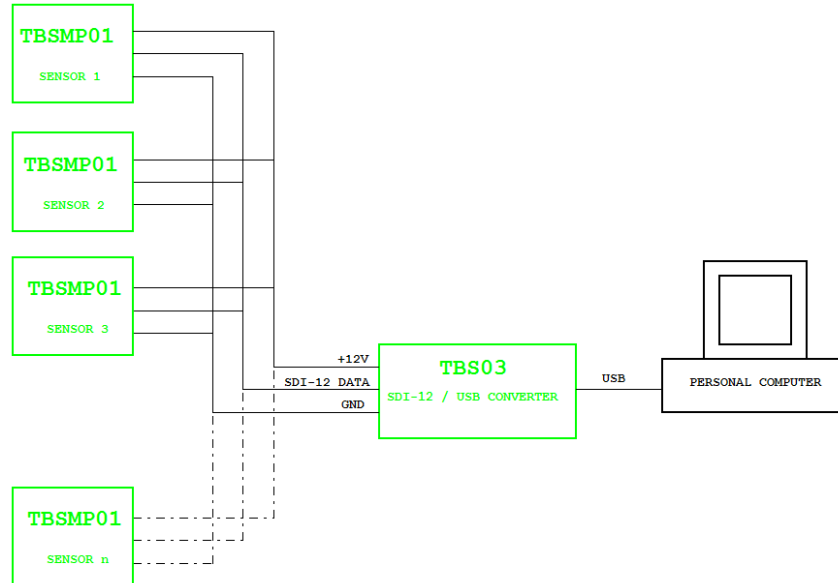 TBSMP01
SENSOR 1
TBSMP01
SENSOR 2
TBSMP01
SENSOR 3
+12V
SDI-12 DATA
GND
TBS03
SDI-12 / USB CONVERTER
USB
PERSONAL COMPUTER
TBSMP01
SENSOR n